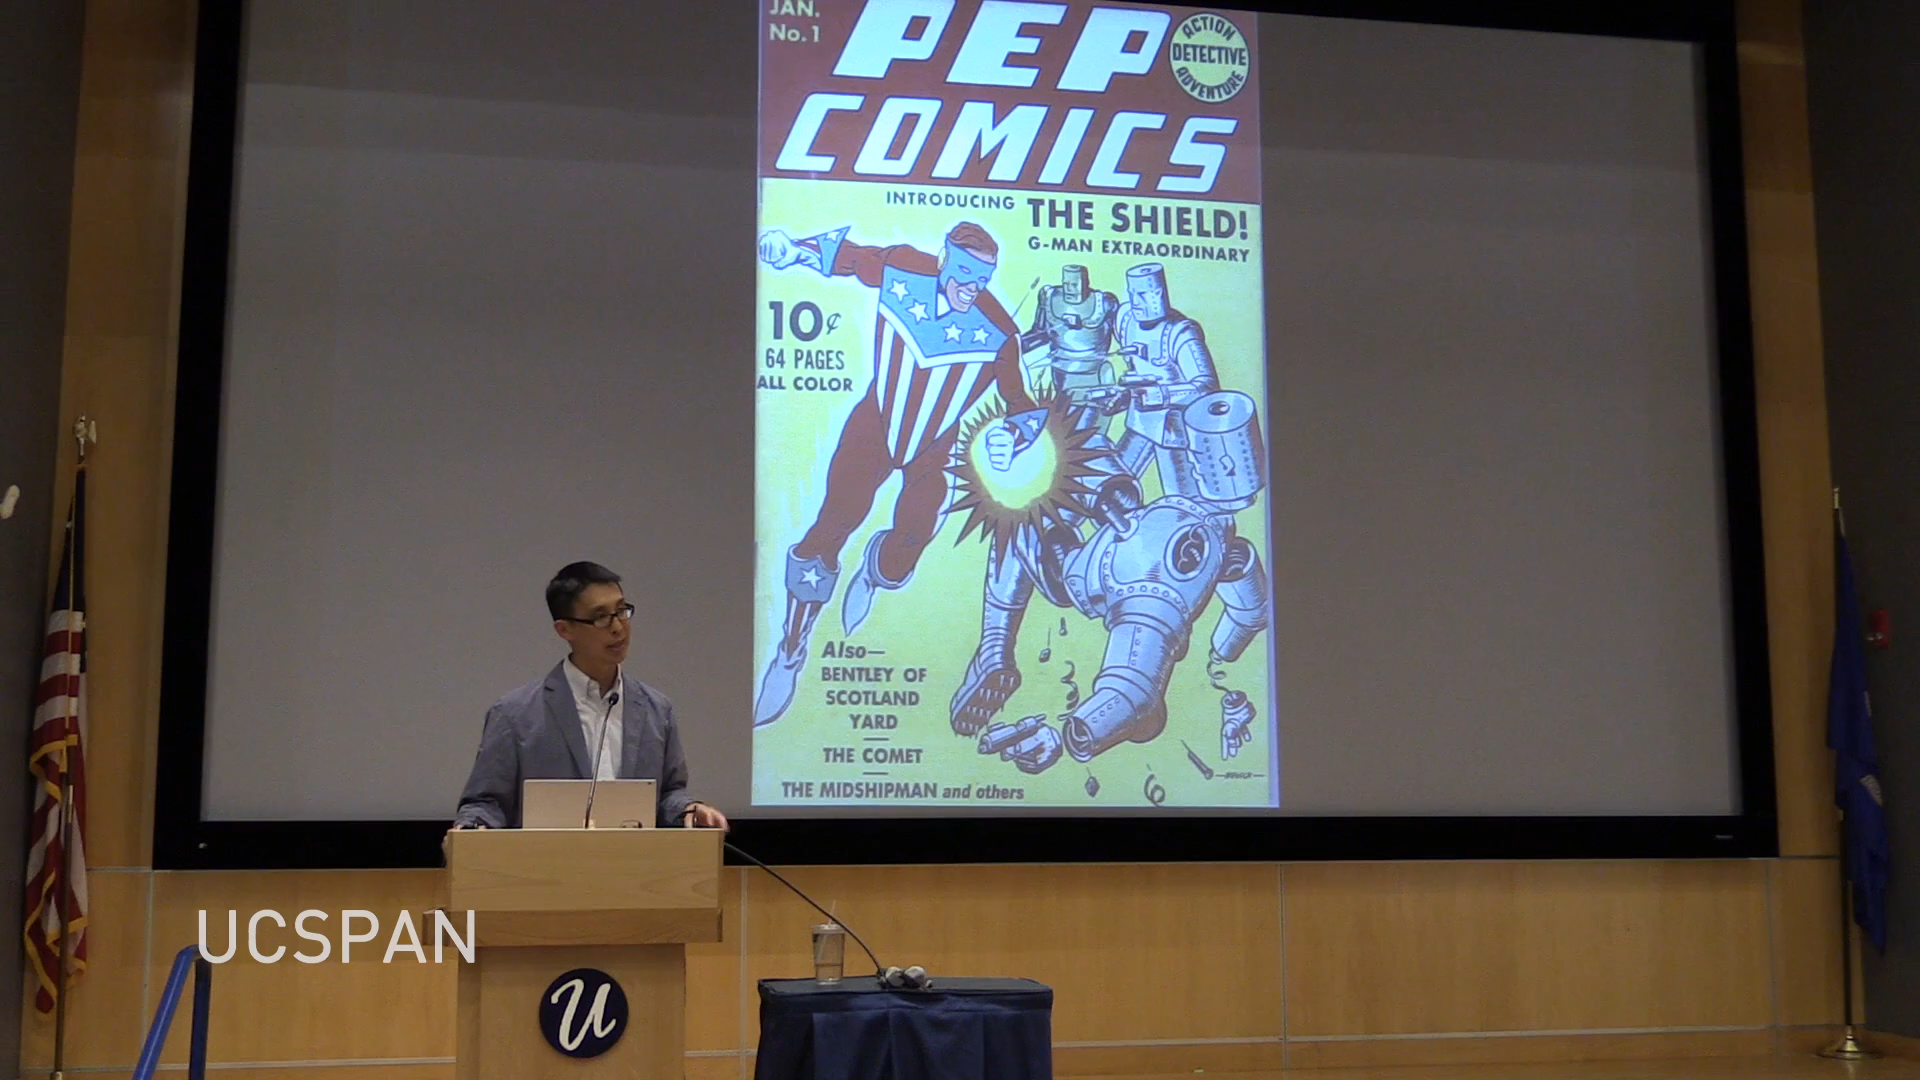 JAN.
No. 1
PEP
COMICS
ACTION
DETECTIVE
ADVENTURE
INTRODUCING THE SHIELD!
G-MAN EXTRAORDINARY
10¢
64 PAGES
ALL COLOR
Also—
BENTLEY OF
SCOTLAND
YARD
THE COMET
THE MIDSHIPMAN and others
UCSPAN
U